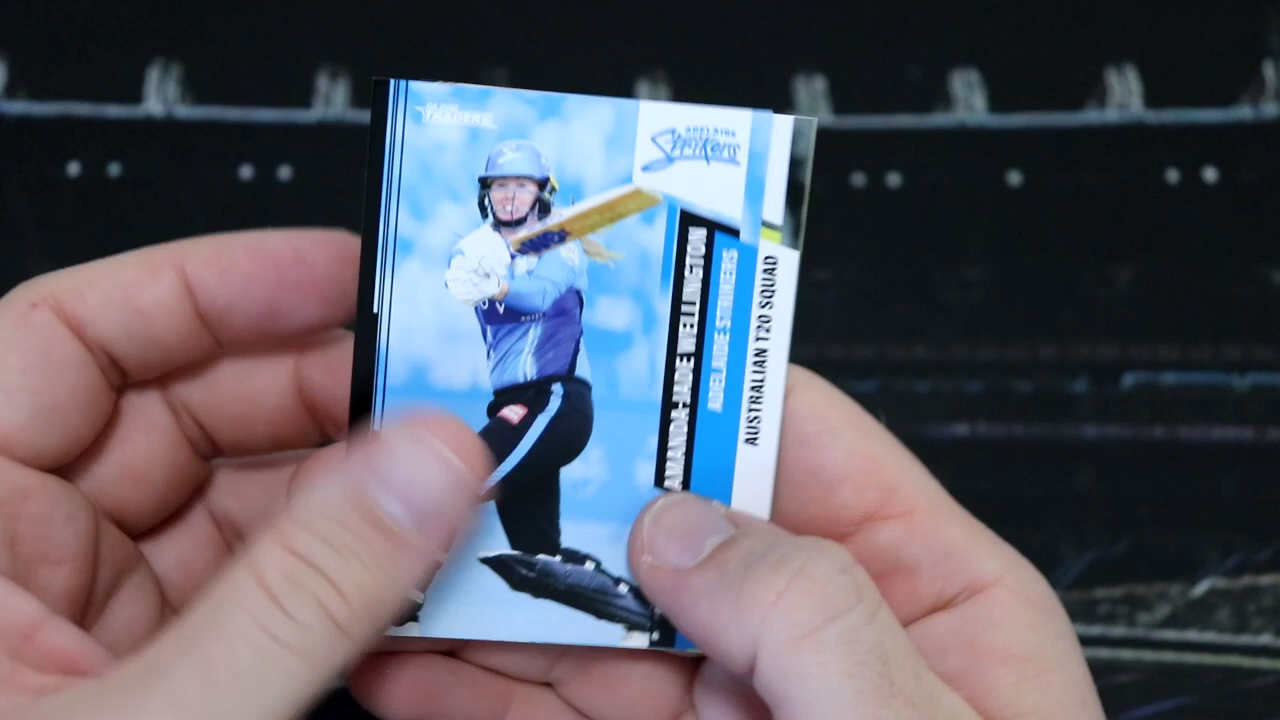 TRADERS
ADELAIDE
Strikers
AMANDA-JADE WELLINGTON
ADELAIDE STRIKERS
AUSTRALIAN T20 SQUAD